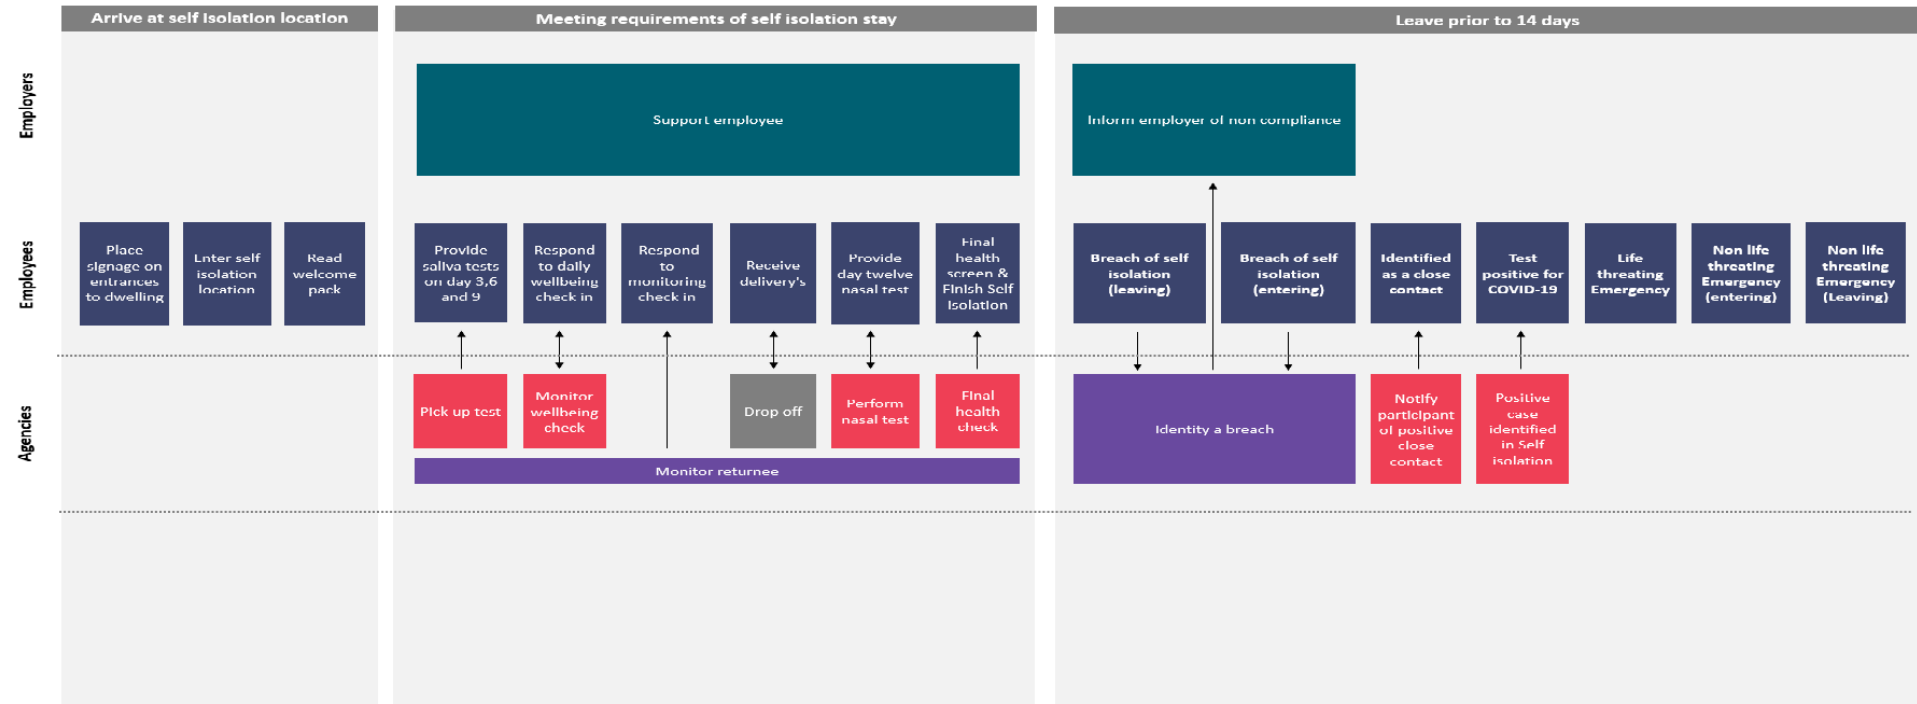 Arrive at self isolation location
Meeting requirements of self isolation stay
Leave prior to 14 days
Employers
Support employee
Inform employer of non compliance
Employees
Place
signage on
entrances
to dwelling
Enter self
isolation
location
Read
welcome
pack
Provide
saliva tests
on day 3,6
and 9
Respond
to daily
wellbeing
check in
Respond
to
monitoring
check in
Receive
delivery's
Provide
day twelve
nasal test
Final
health
screen &
Finish Self
Isolation
Breach of self
isolation
(leaving)
Breach of self
isolation
(entering)
Identified
as a close
contact
Test
positive for
COVID-19
Life
threating
Emergency
Non life
threating
Emergency
(entering)
Non life
threating
Emergency
(Leaving)
Agencies
Pick up test
Monitor
wellbeing
check
Drop off
Perform
nasal test
Final
health
check
Monitor returnee
Identity a breach
Notify
participant
of positive
close
contact
Positive
case
identified
in Self
isolation